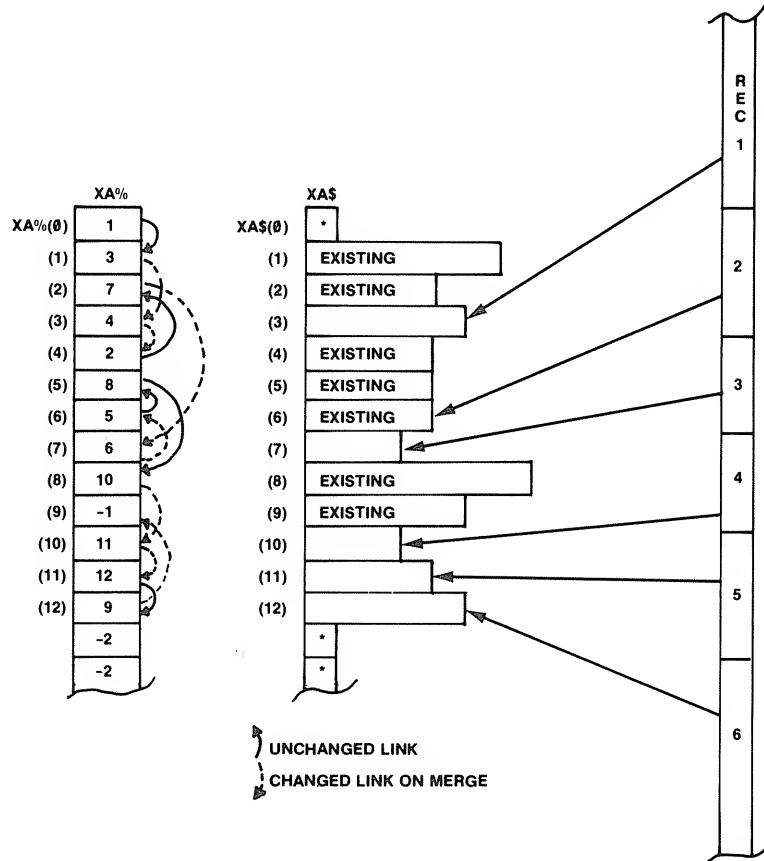 XA%
XA%(0) 1
(1) 3
(2) 7
(3) 4
(4) 2
(5) 8
(6) 5
(7) 6
(8) 10
(9) -1
(10) 11
(11) 12
(12) 9
-2
-2
XA$
XA$(0) *
(1) EXISTING
(2) EXISTING
(3)
(4) EXISTING
(5) EXISTING
(6) EXISTING
(7)
(8) EXISTING
(9) EXISTING
(10)
(11)
(12)
*
*
R
E
C
1
2
3
4
5
6
UNCHANGED LINK
CHANGED LINK ON MERGE